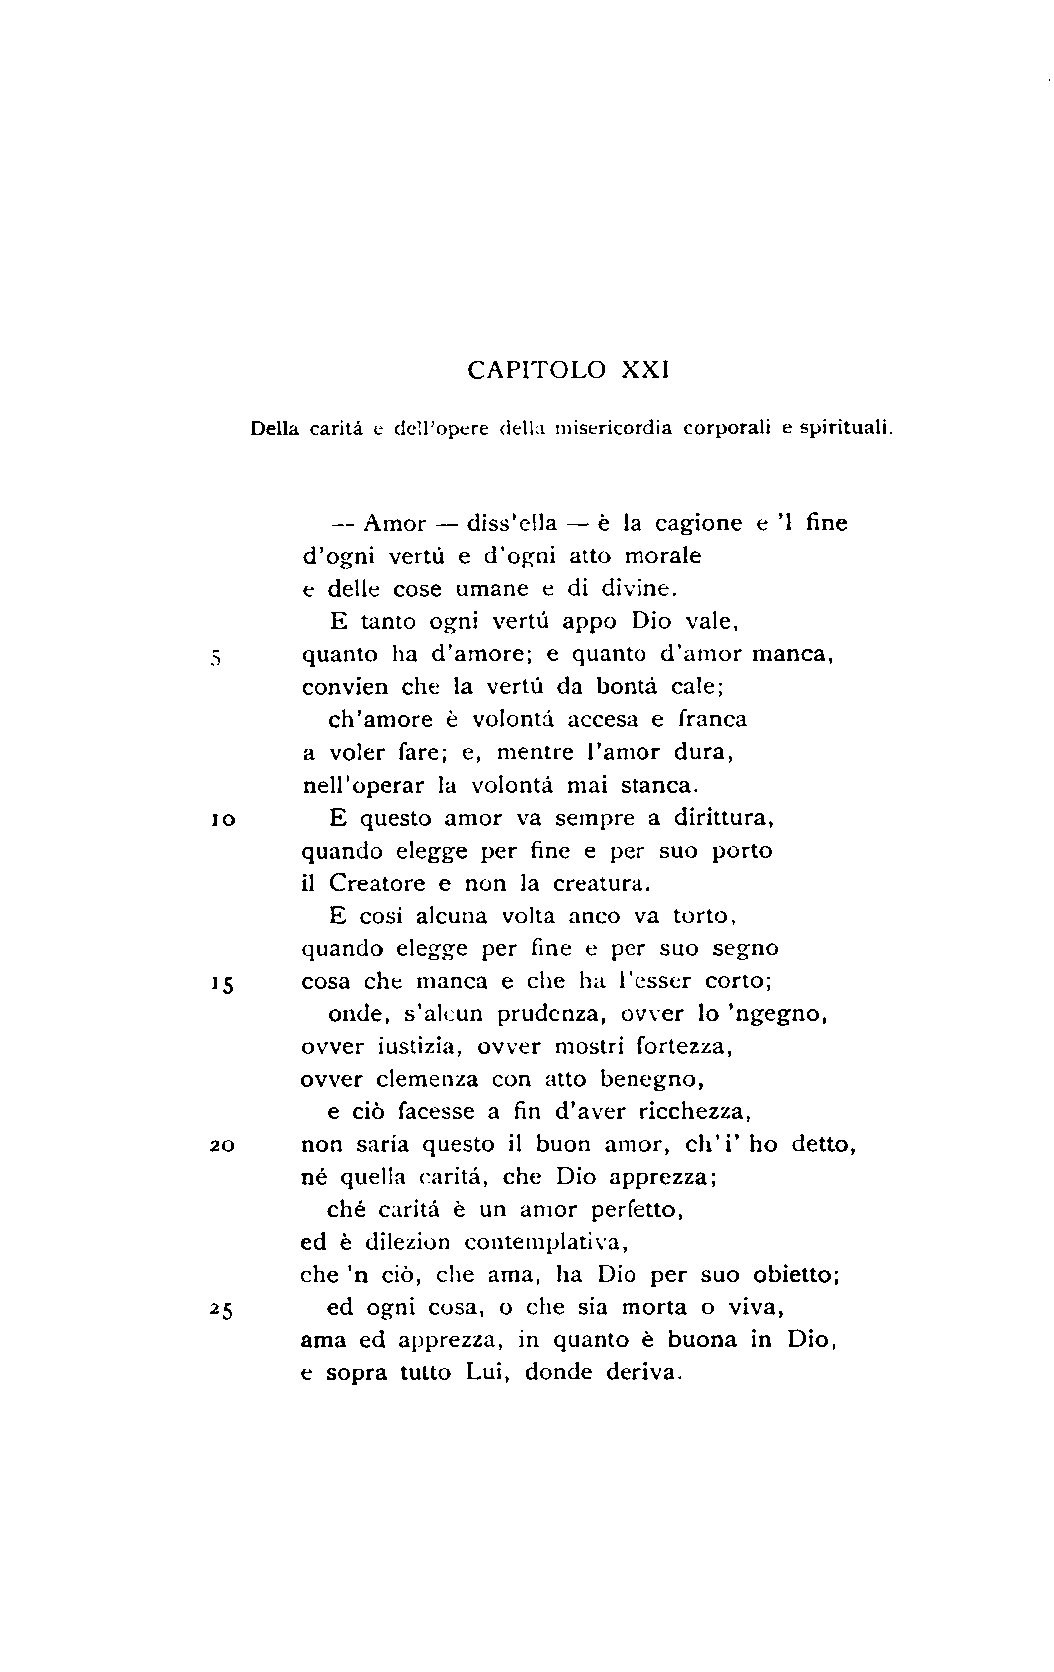 CAPITOLO XXI
Della caritá e dell'opere della misericordia corporali e spirituali.
— Amor — diss'ella — è la cagione e 'l fine
d'ogni vertú e d'ogni atto morale
e delle cose umane e di divine.
E tanto ogni vertú appo Dio vale,
5 quanto ha d'amore; e quanto d'amor manca,
convien che la vertú da bontá cale;
ch'amore è volontá accesa e franca
a voler fare; e, mentre l'amor dura,
nell'operar la volontá mai stanca.
10 E questo amor va sempre a dirittura,
quando elegge per fine e per suo porto
il Creatore e non la creatura.
E cosi alcuna volta anco va torto,
quando elegge per fine e per suo segno
15 cosa che manca e che ha l'esser corto;
onde, s'alcun prudenza, ovver lo 'ngegno,
ovver iustizia, ovver mostri fortezza,
ovver clemenza con atto benegno,
e ciò facesse a fin d'aver ricchezza,
20 non saría questo il buon amor, ch'i' ho detto,
né quella caritá, che Dio apprezza;
ché caritá è un amor perfetto,
ed è dilezion contemplativa,
che 'n ciò, che ama, ha Dio per suo obietto;
25 ed ogni cosa, o che sia morta o viva,
ama ed apprezza, in quanto è buona in Dio,
e sopra tutto Lui, donde deriva.